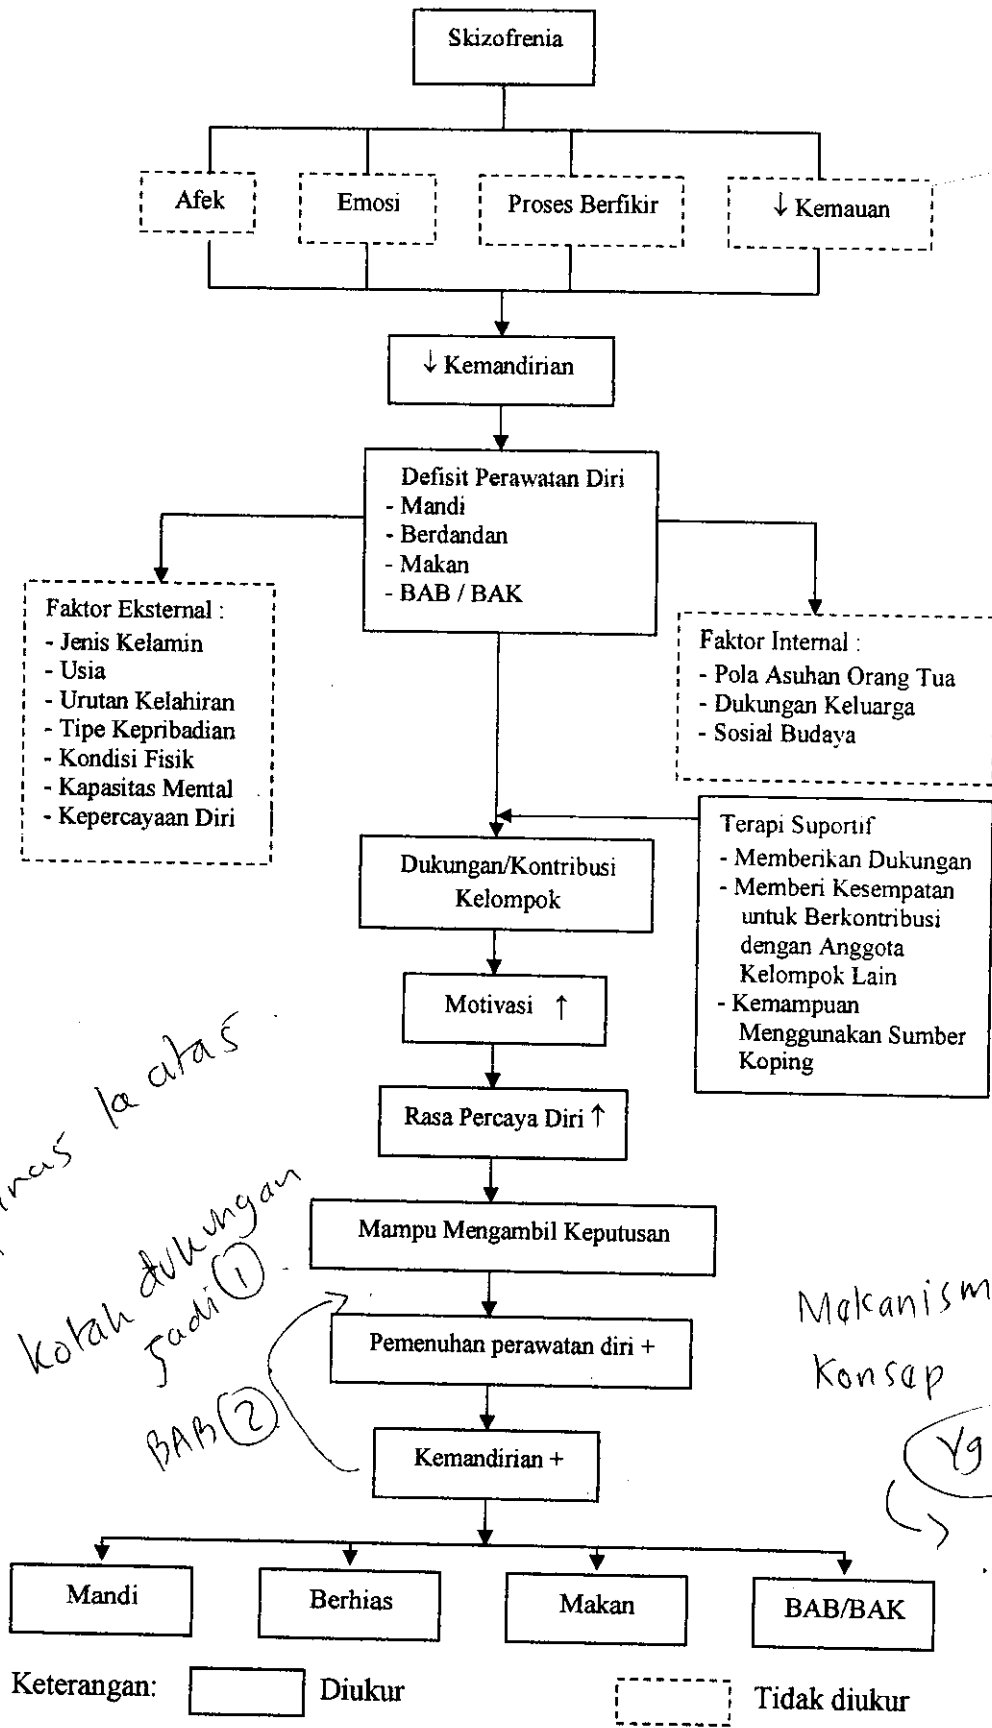 Skizofrenia
Afek
Emosi
Proses Berfikir
↓ Kemauan
↓ Kemandirian
Defisit Perawatan Diri
- Mandi
- Berdandan
- Makan
- BAB / BAK
Faktor Eksternal :
- Jenis Kelamin
- Usia
- Urutan Kelahiran
- Tipe Kepribadian
- Kondisi Fisik
- Kapasitas Mental
- Kepercayaan Diri
Faktor Internal :
- Pola Asuhan Orang Tua
- Dukungan Keluarga
- Sosial Budaya
Terapi Suportif
- Memberikan Dukungan
- Memberi Kesempatan
untuk Berkontribusi
dengan Anggota
Kelompok Lain
- Kemampuan
Menggunakan Sumber
Koping
Dukungan/Kontribusi
Kelompok
Motivasi ↑
Rasa Percaya Diri ↑
Mampu Mengambil Keputusan
Pemenuhan perawatan diri +
Kemandirian +
atas
kotak dukungan
jadi 1
BAB 2
Mekanism
Konsep
Yg
Mandi
Berhias
Makan
BAB/BAK
Keterangan:
Diukur
Tidak diukur